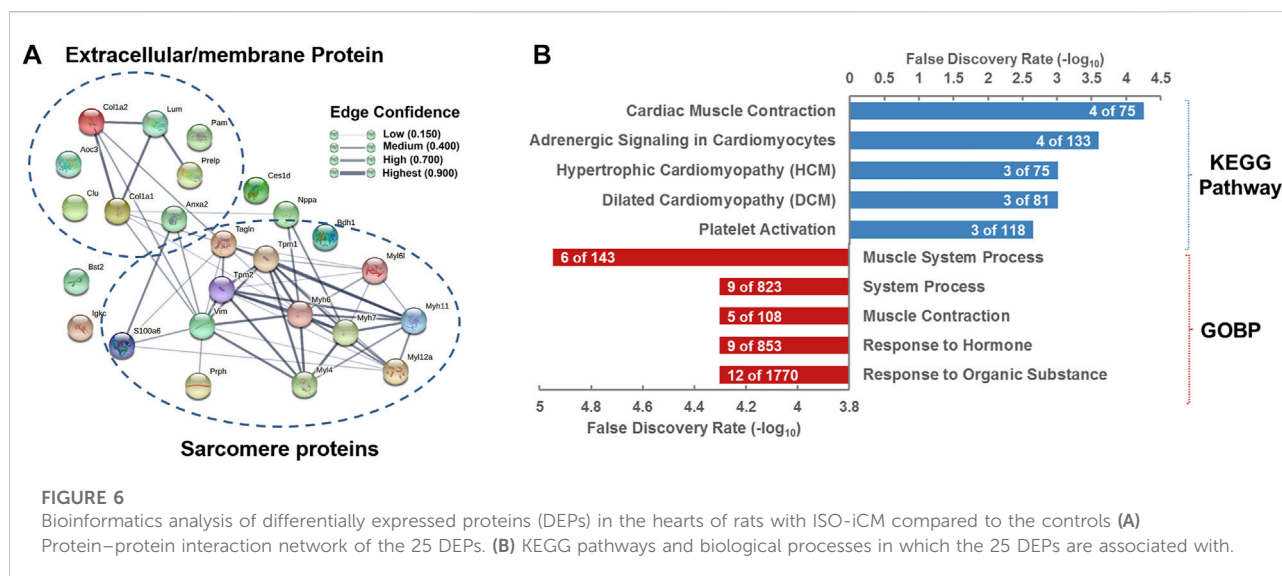 A
Extracellular/membrane Protein
Col1a2
Lum
Pam
Aoc3
Prelp
Clu
Col1a1
Anxa2
Ces1d
Nppa
Bdh1
Tagln
Tpm1
Myl6l
Tpm2
Bst2
Myh6
Myh11
Vim
Myh7
Igkc
S100a6
Myl12a
Prph
Myl4
Edge Confidence
Low (0.150)
Medium (0.400)
High (0.700)
Highest (0.900)
Sarcomere proteins
B
False Discovery Rate (-log10)
0 0.5 1 1.5 2 2.5 3 3.5 4 4.5
Cardiac Muscle Contraction 4 of 75
Adrenergic Signaling in Cardiomyocytes 4 of 133
Hypertrophic Cardiomyopathy (HCM) 3 of 75
Dilated Cardiomyopathy (DCM) 3 of 81
Platelet Activation 3 of 118
KEGG
Pathway
6 of 143 Muscle System Process
9 of 823 System Process
5 of 108 Muscle Contraction
9 of 853 Response to Hormone
12 of 1770 Response to Organic Substance
GOBP
5 4.8 4.6 4.4 4.2 4 3.8
False Discovery Rate (-log10)
FIGURE 6
Bioinformatics analysis of differentially expressed proteins (DEPs) in the hearts of rats with ISO-iCM compared to the controls (A)
Protein–protein interaction network of the 25 DEPs. (B) KEGG pathways and biological processes in which the 25 DEPs are associated with.